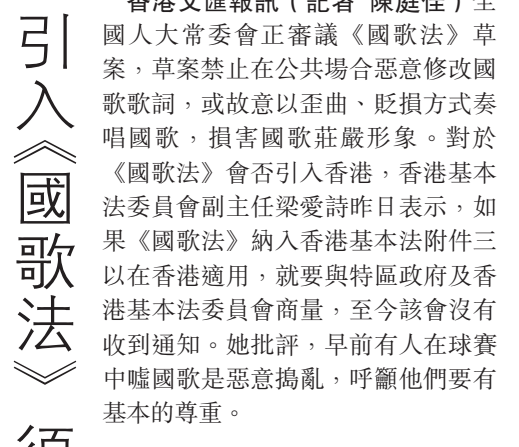 引入《國歌法》須
香港文匯報訊（記者 陳庭佳）全
國人大常委會正審議《國歌法》草
案，草案禁止在公共場合惡意修改國
歌歌詞，或故意以歪曲、貶損方式奏
唱國歌，損害國歌莊嚴形象。對於
《國歌法》會否引入香港，香港基本
法委員會副主任梁愛詩昨日表示，如
果《國歌法》納入香港基本法附件三
以在香港適用，就要與特區政府及香
港基本法委員會商量，至今該會沒有
收到通知。她批評，早前有人在球賽
中噓國歌是惡意搗亂，呼籲他們要有
基本的尊重。